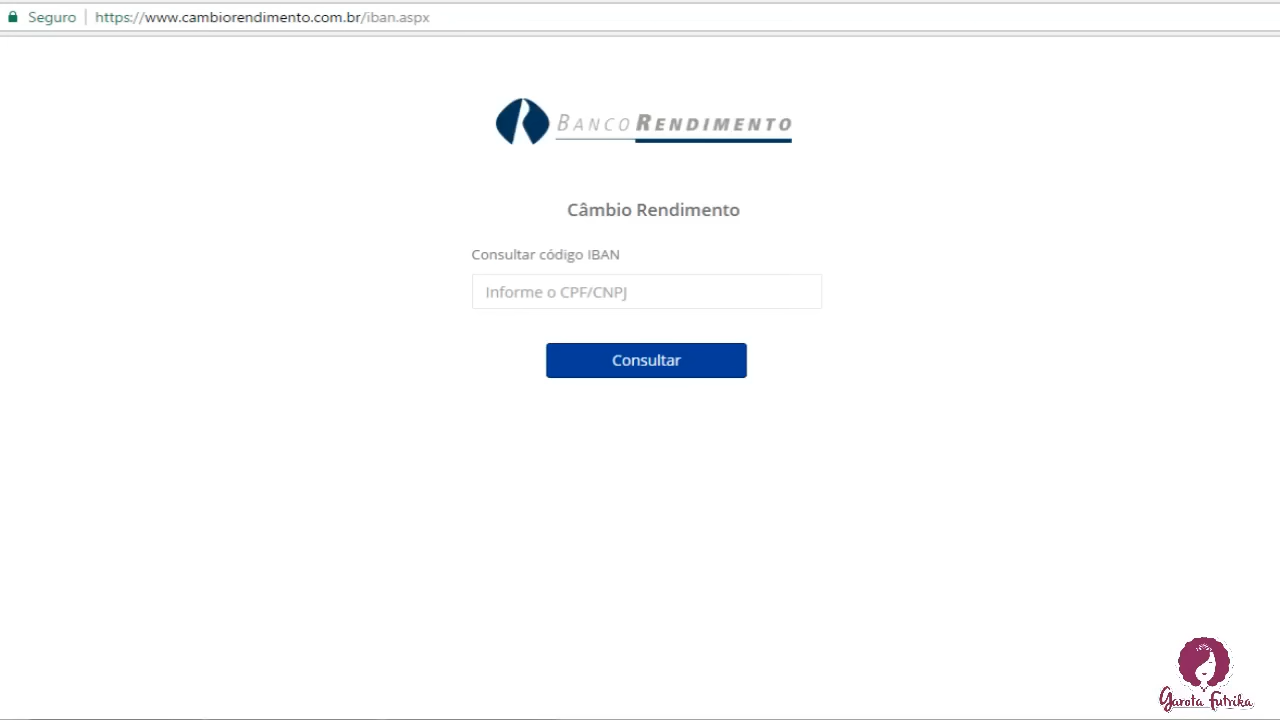 Seguro | https://www.cambiorendimento.com.br/iban.aspx
BANCO RENDIMENTO
Câmbio Rendimento
Consultar código IBAN
Informe o CPF/CNPJ
Consultar
Garota Futrika